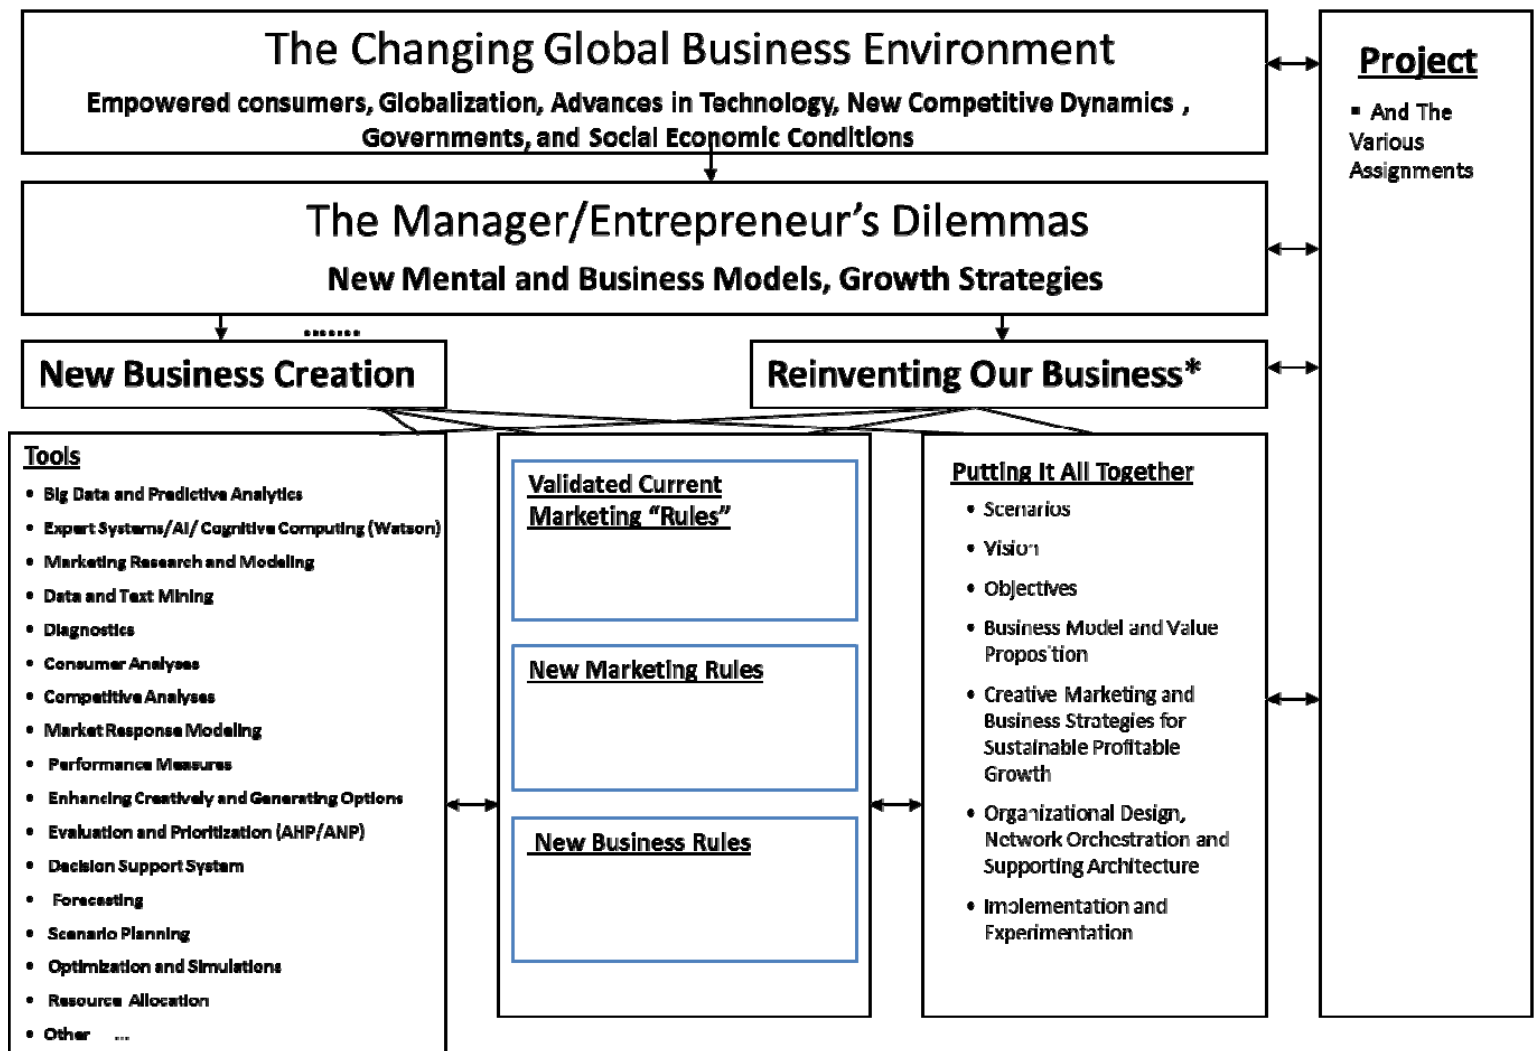 The Changing Global Business Environment
Empowered consumers, Globalization, Advances in Technology, New Competitive Dynamics ,
Governments, and Social Economic Conditions
The Manager/Entrepreneur's Dilemmas
New Mental and Business Models, Growth Strategies
.......
New Business Creation
Reinventing Our Business*
Tools
• Big Data and Predictive Analytics
• Expert Systems/AI/ Cognitive Computing (Watson)
• Marketing Research and Modeling
• Data and Text Mining
• Diagnostics
• Consumer Analyses
• Competitive Analyses
• Market Response Modeling
• Performance Measures
• Enhancing Creatively and Generating Options
• Evaluation and Prioritization (AHP/ANP)
• Decision Support System
• Forecasting
• Scenario Planning
• Optimization and Simulations
• Resource Allocation
• Other ...
Validated Current
Marketing “Rules”
New Marketing Rules
New Business Rules
Putting It All Together
• Scenarios
• Vision
• Objectives
• Business Model and Value
Proposition
• Creative Marketing and
Business Strategies for
Sustainable Profitable
Growth
• Organizational Design,
Network Orchestration and
Supporting Architecture
• Implementation and
Experimentation
Project
▪ And The
Various
Assignments